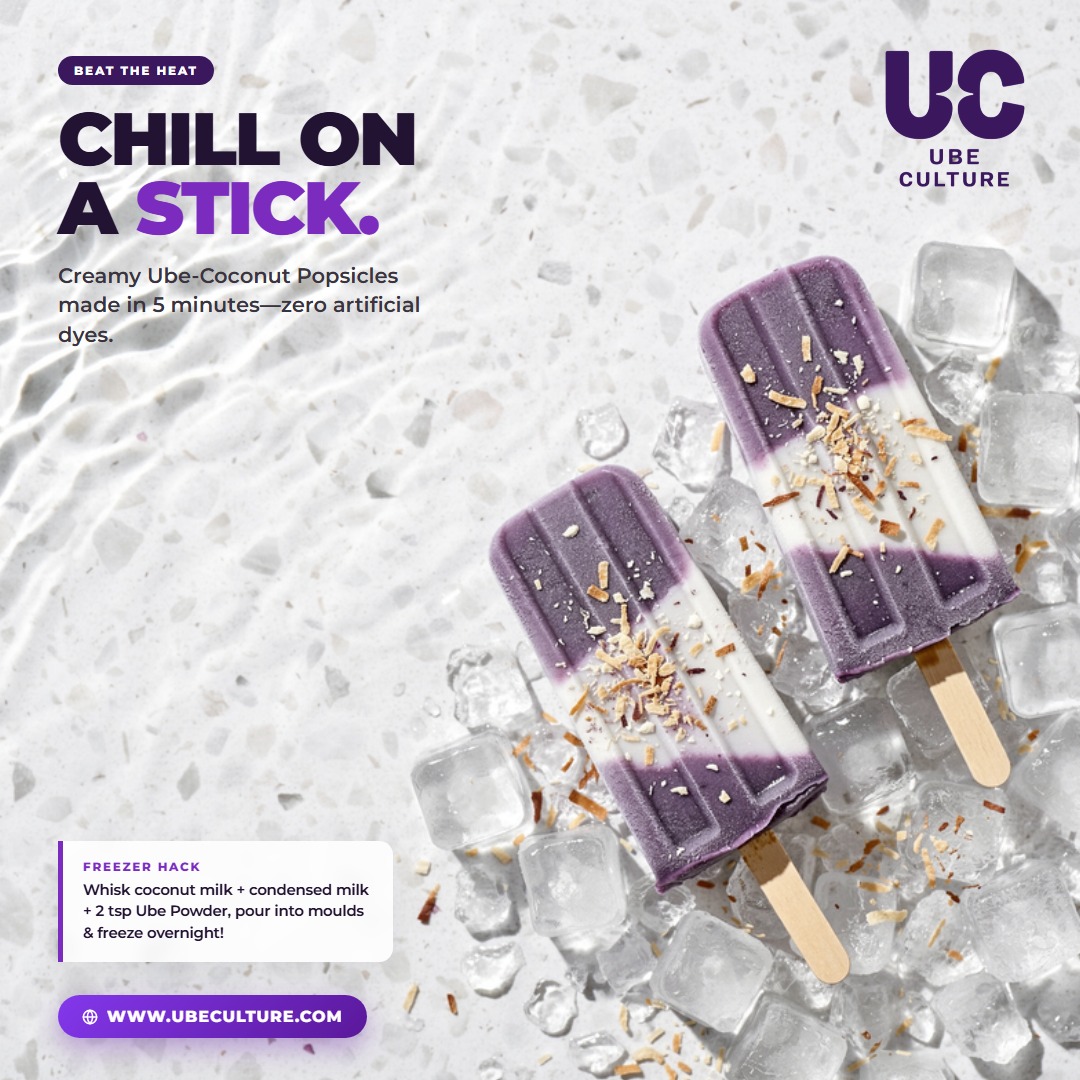 BEAT THE HEAT
UC
UBE
CULTURE
CHILL ON
A STICK.
Creamy Ube-Coconut Popsicles
made in 5 minutes—zero artificial
dyes.
FREEZER HACK
Whisk coconut milk + condensed milk
+ 2 tsp Ube Powder, pour into moulds
& freeze overnight!
WWW.UBECULTURE.COM